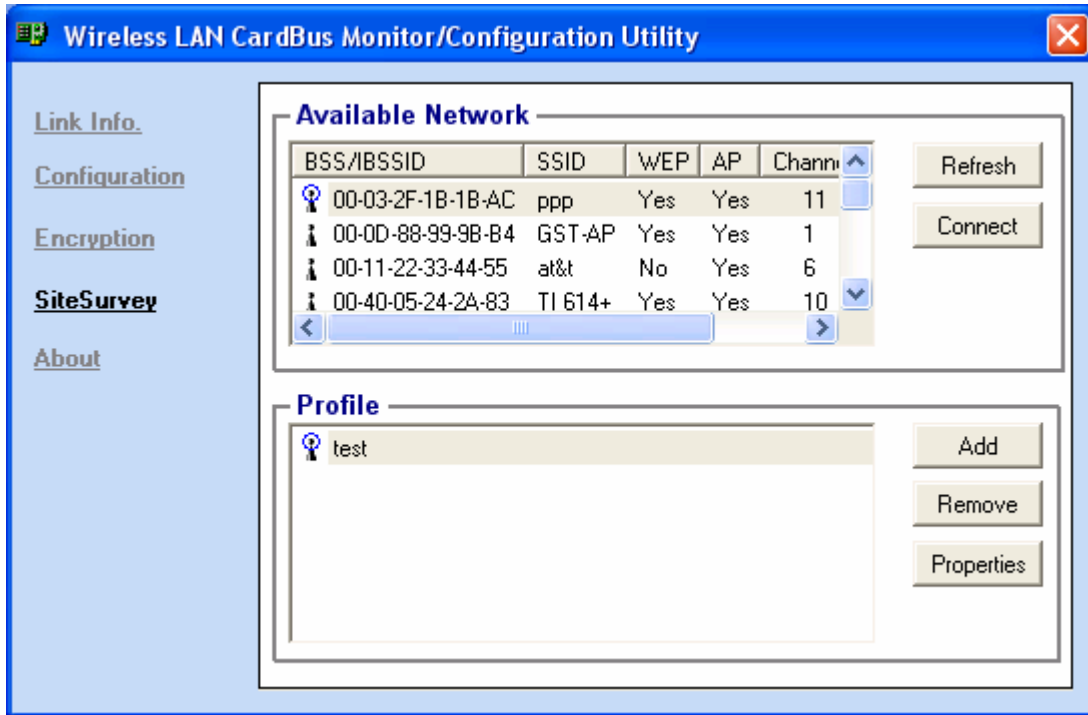 Wireless LAN CardBus Monitor/Configuration Utility
Link Info.
Configuration
Encryption
SiteSurvey
About
Available Network
BSS/IBSSID SSID WEP AP Chann
00-03-2F-1B-1B-AC ppp Yes Yes 11
00-0D-88-99-9B-B4 GST-AP Yes Yes 1
00-11-22-33-44-55 at&t No Yes 6
00-40-05-24-2A-83 TI 614+ Yes Yes 10
Refresh
Connect
Profile
test
Add
Remove
Properties